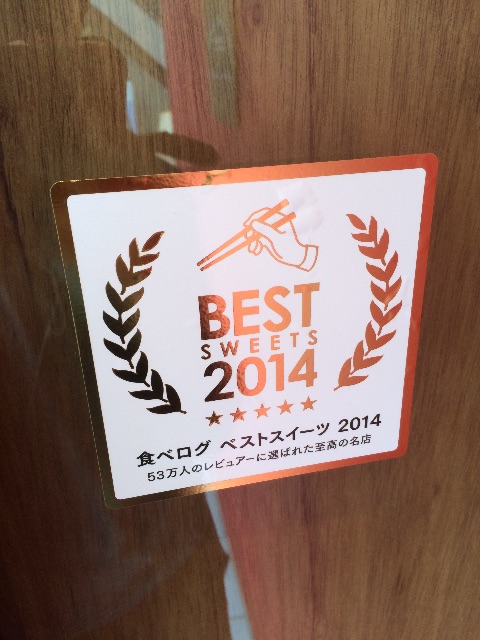 BEST
SWEETS
2014
★★★★★
食べログ ベストスイーツ 2014
53万人のレビュアーに選ばれた至高の名店